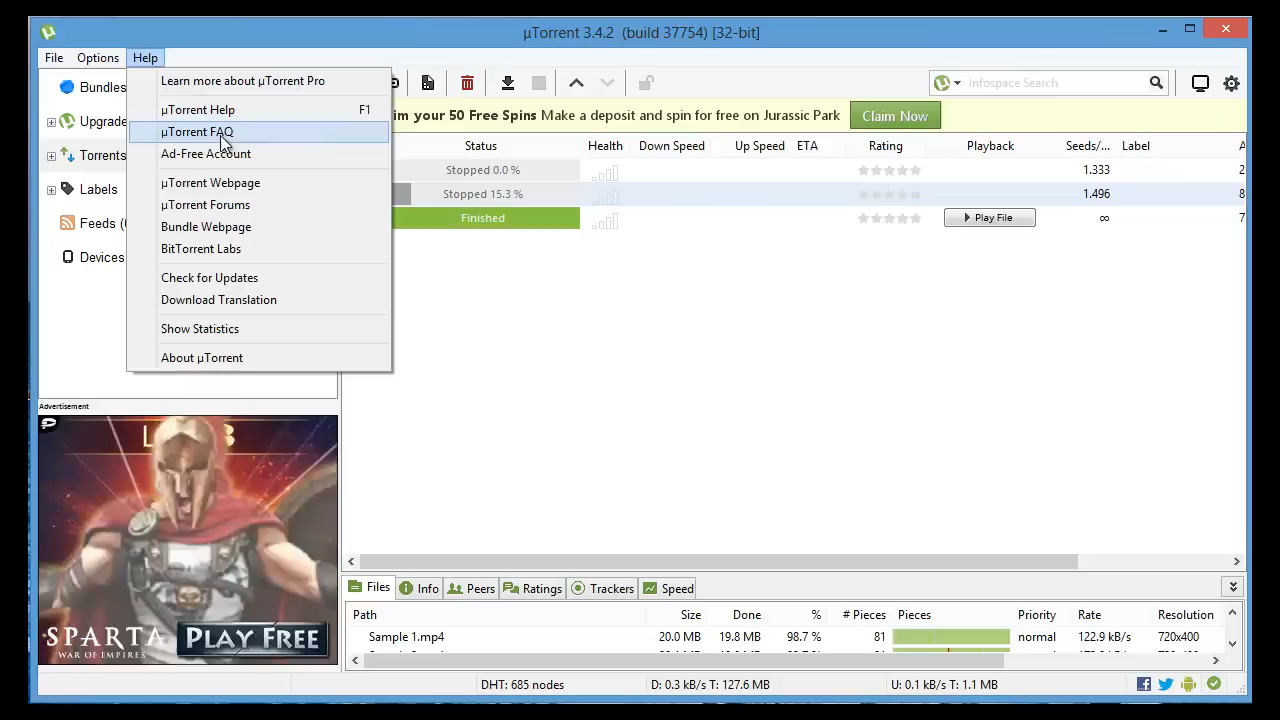 µTorrent 3.4.2 (build 37754) [32-bit]
File Options Help
Learn more about µTorrent Pro
µTorrent Help F1
µTorrent FAQ
Ad-Free Account
µTorrent Webpage
µTorrent Forums
Bundle Webpage
BitTorrent Labs
Check for Updates
Download Translation
Show Statistics
About µTorrent
Bundles
Upgrade
Torrents
Labels
Feeds (
Devices
Infospace Search
im your 50 Free Spins Make a deposit and spin for free on Jurassic Park Claim Now
Status Health Down Speed Up Speed ETA Rating Playback Seeds/... Label A
Stopped 0.0 % 1.333 2
Stopped 15.3 % 1.496 8
Finished Play File ∞ 7
Advertisement
SPARTA
WAR OF EMPIRES
PLAY FREE
Files Info Peers Ratings Trackers Speed
Path Size Done % # Pieces Pieces Priority Rate Resolution
Sample 1.mp4 20.0 MB 19.8 MB 98.7 % 81 normal 122.9 kB/s 720x400
DHT: 685 nodes D: 0.3 kB/s T: 127.6 MB U: 0.1 kB/s T: 1.1 MB